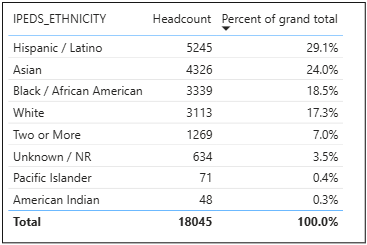 IPEDS_ETHNICITY Headcount Percent of grand total
Hispanic / Latino 5245 29.1%
Asian 4326 24.0%
Black / African American 3339 18.5%
White 3113 17.3%
Two or More 1269 7.0%
Unknown / NR 634 3.5%
Pacific Islander 71 0.4%
American Indian 48 0.3%
Total 18045 100.0%